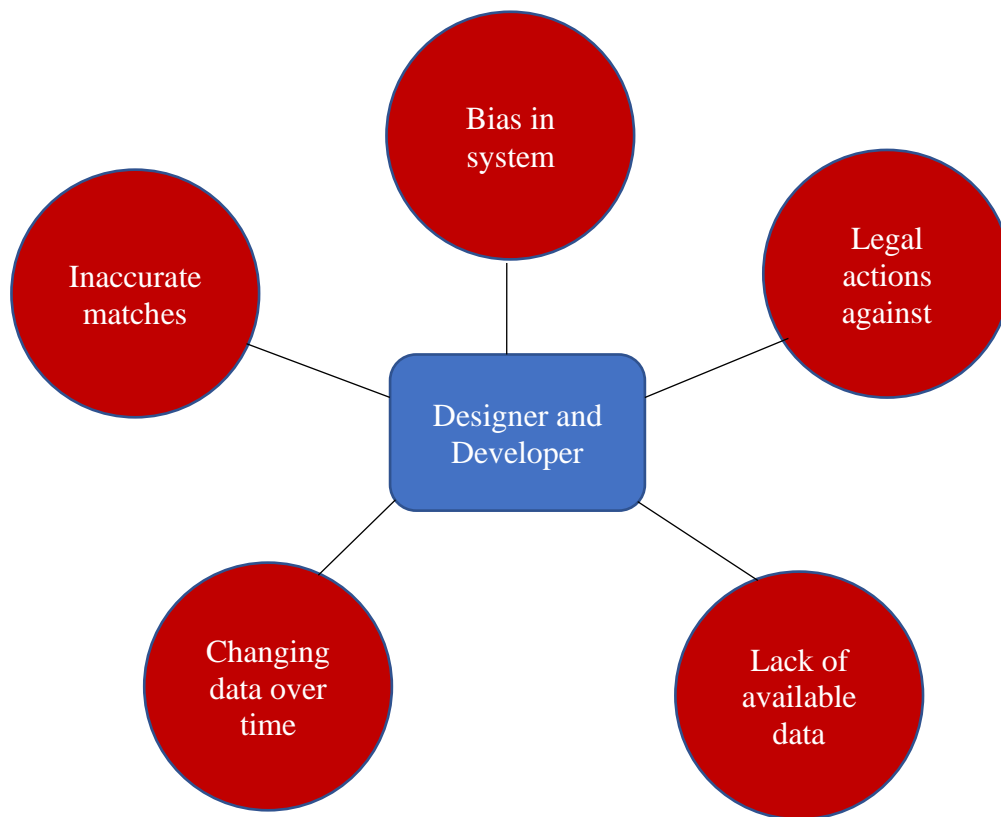 Bias in
system
Legal
actions
against
Inaccurate
matches
Designer and
Developer
Changing
data over
time
Lack of
available
data